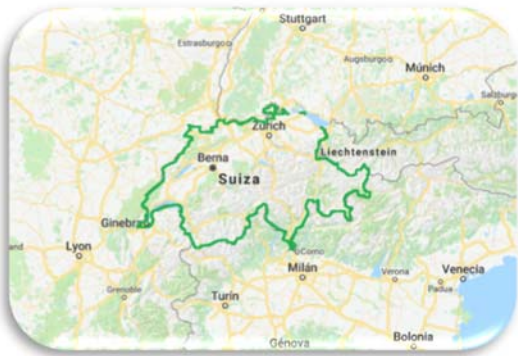 Stuttgart
Estrasburgo
Augsburgo
Múnich
Salzburgo
Zúrich
Liechtenstein
Berna
Suiza
Ginebra
Como
Lyon
Milán
Grenoble
Verona
Venecia
Padua
Turín
Génova
Bolonia